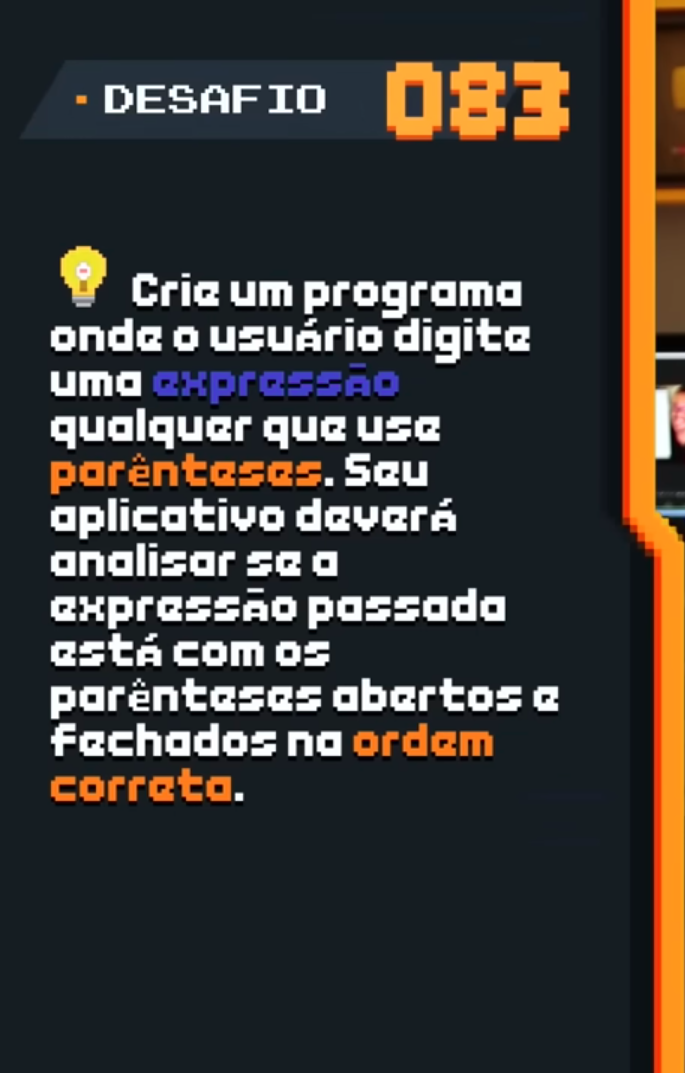 DESAFIO 083
Crie um programa
onde o usuário digite
uma expressão
qualquer que use
parênteses. Seu
aplicativo deverá
analisar se a
expressão passada
está com os
parênteses abertos e
fechados na ordem
correta.